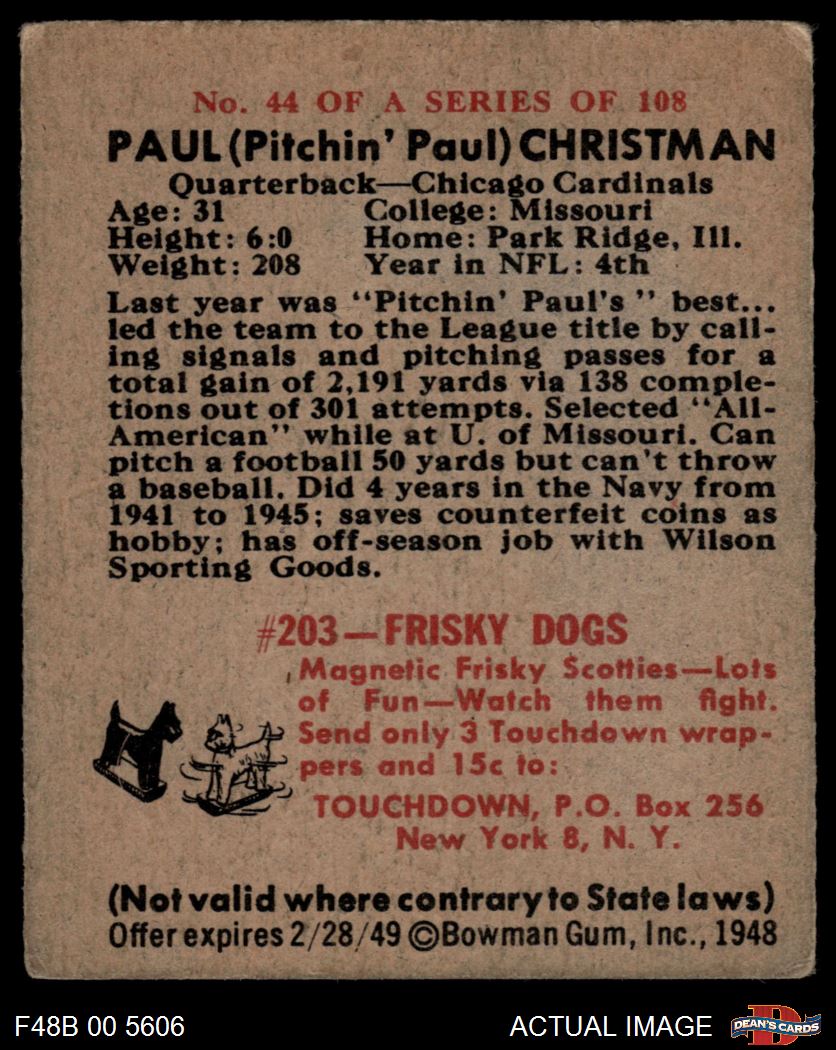 No. 44 OF A SERIES OF 108
PAUL (Pitchin' Paul) CHRISTMAN
Quarterback—Chicago Cardinals
Age: 31 College: Missouri
Height: 6:0 Home: Park Ridge, Ill.
Weight: 208 Year in NFL: 4th
Last year was "Pitchin' Paul's" best...
led the team to the League title by call-
ing signals and pitching passes for a
total gain of 2,191 yards via 138 comple-
tions out of 301 attempts. Selected "All-
American" while at U. of Missouri. Can
pitch a football 50 yards but can't throw
a baseball. Did 4 years in the Navy from
1941 to 1945; saves counterfeit coins as
hobby; has off-season job with Wilson
Sporting Goods.
#203—FRISKY DOGS
Magnetic Frisky Scotties—Lots
of Fun—Watch them fight.
Send only 3 Touchdown wrap-
pers and 15c to:
TOUCHDOWN, P.O. Box 256
New York 8, N. Y.
(Not valid where contrary to State laws)
Offer expires 2/28/49 ©Bowman Gum, Inc., 1948
F48B 00 5606 ACTUAL IMAGE D DEAN'S CARDS